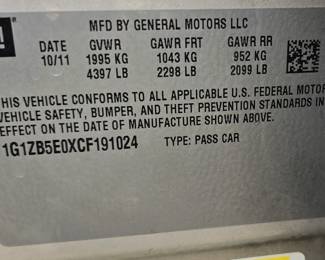 MFD BY GENERAL MOTORS LLC
DATE GVWR GAWR FRT GAWR RR
10/11 1995 KG 1043 KG 952 KG
4397 LB 2298 LB 2099 LB
THIS VEHICLE CONFORMS TO ALL APPLICABLE U.S. FEDERAL MOTOR
VEHICLE SAFETY, BUMPER, AND THEFT PREVENTION STANDARDS IN
EFFECT ON THE DATE OF MANUFACTURE SHOWN ABOVE.
1G1ZB5E0XCF191024 TYPE: PASS CAR